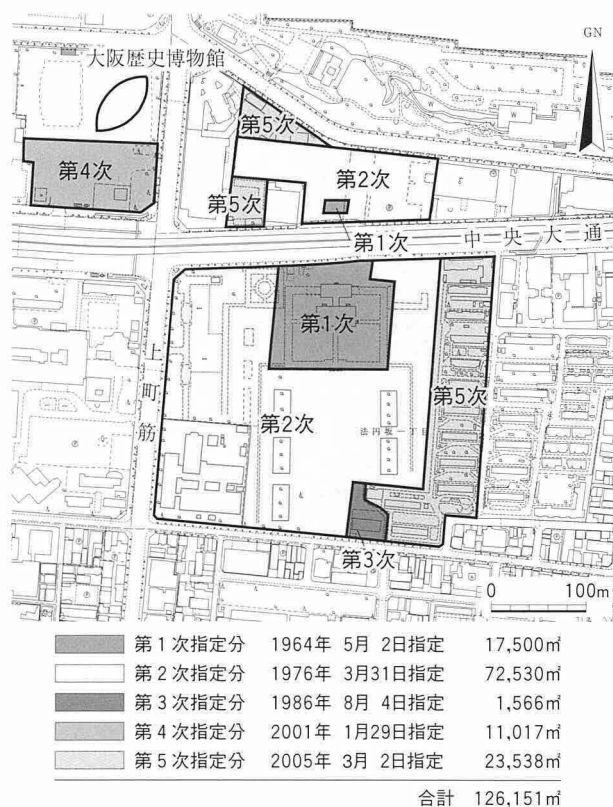 GN
大阪歴史博物館
第5次
第4次
第2次
第5次
第1次
中央大通
第1次
上町筋
第5次
第2次
法円坂一丁目
第3次
0 100m
第1次指定分 1964年 5月 2日指定 17,500㎡
第2次指定分 1976年 3月31日指定 72,530㎡
第3次指定分 1986年 8月 4日指定 1,566㎡
第4次指定分 2001年 1月29日指定 11,017㎡
第5次指定分 2005年 3月 2日指定 23,538㎡
合計 126,151㎡